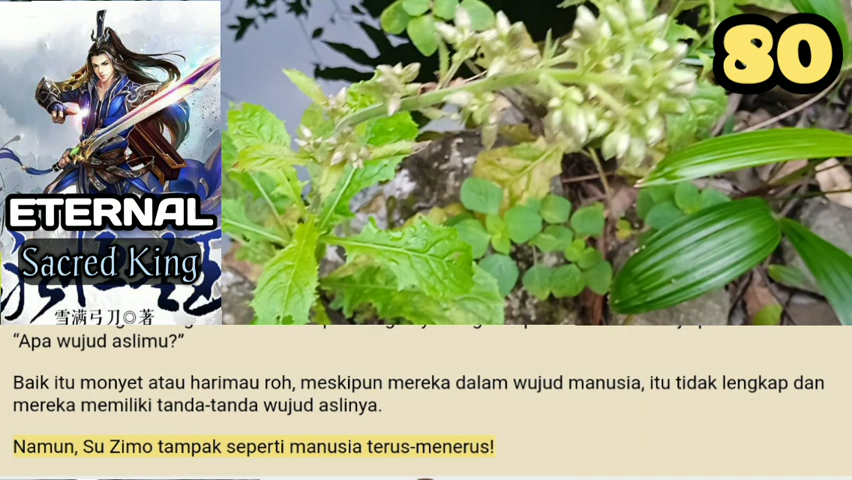 80
ETERNAL
Sacred King
雪满弓刀◎著
“Apa wujud aslimu?”
Baik itu monyet atau harimau roh, meskipun mereka dalam wujud manusia, itu tidak lengkap dan
mereka memiliki tanda-tanda wujud aslinya.
Namun, Su Zimo tampak seperti manusia terus-menerus!